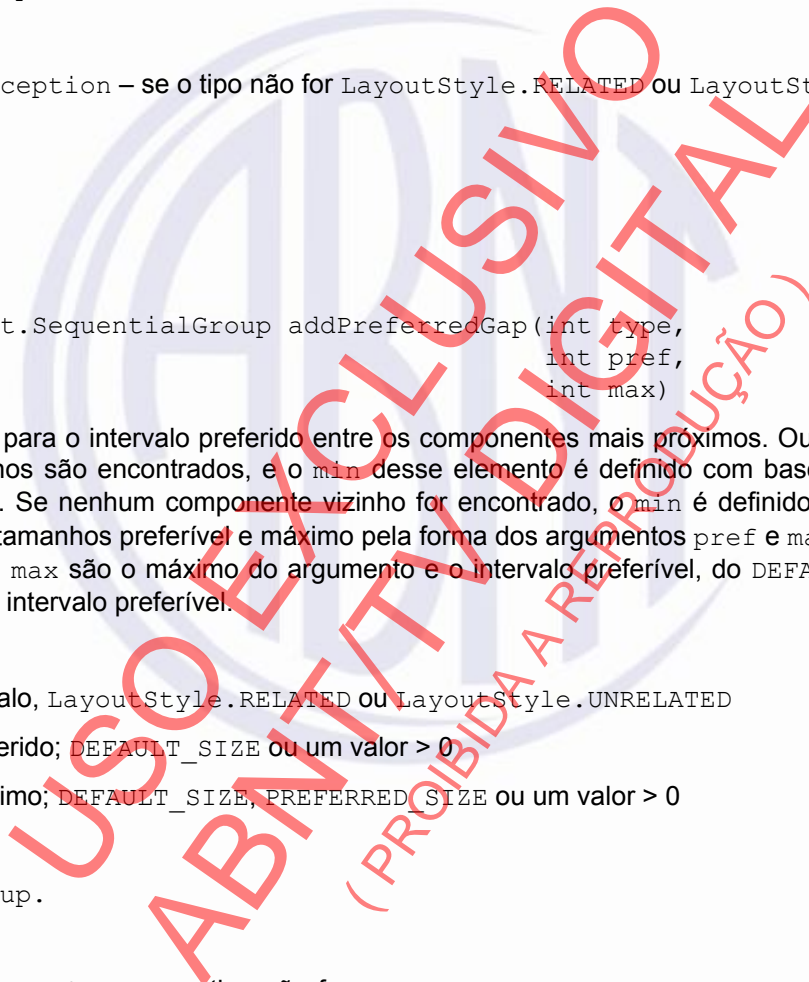 ception – se o tipo não for LayoutStyle.RELATED ou LayoutSt
t.SequentialGroup addPreferredGap(int type,
int pref,
int max)
para o intervalo preferido entre os componentes mais próximos. Ou
nos são encontrados, e o min desse elemento é definido com base
. Se nenhum componente vizinho for encontrado, o min é definido
tamanhos preferível e máximo pela forma dos argumentos pref e ma
max são o máximo do argumento e o intervalo preferível, do DEFA
intervalo preferível.
alo, LayoutStyle.RELATED ou LayoutStyle.UNRELATED
erido; DEFAULT_SIZE ou um valor > 0
imo; DEFAULT_SIZE, PREFERRED_SIZE ou um valor > 0
up.
USO EXCLUSIVO
ABNT/TV DIGITAL
( PROIBIDA A REPRODUÇÃO )
ABNT